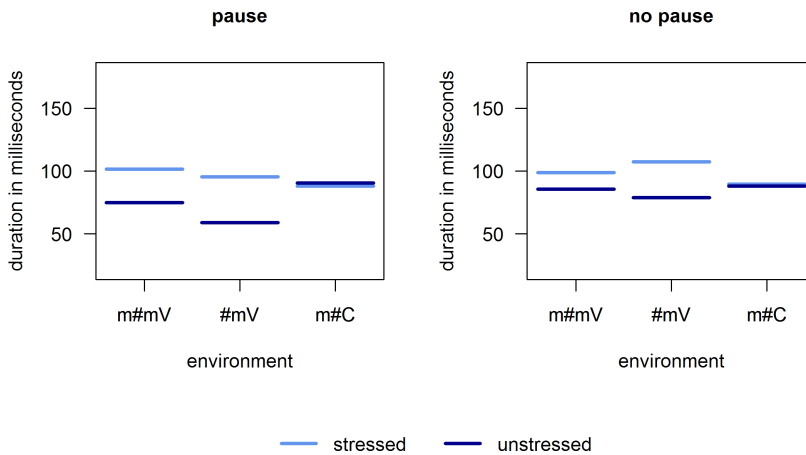 pause
no pause
duration in milliseconds
150
100
50
m#mV #mV m#C
environment
duration in milliseconds
150
100
50
m#mV #mV m#C
environment
stressed unstressed